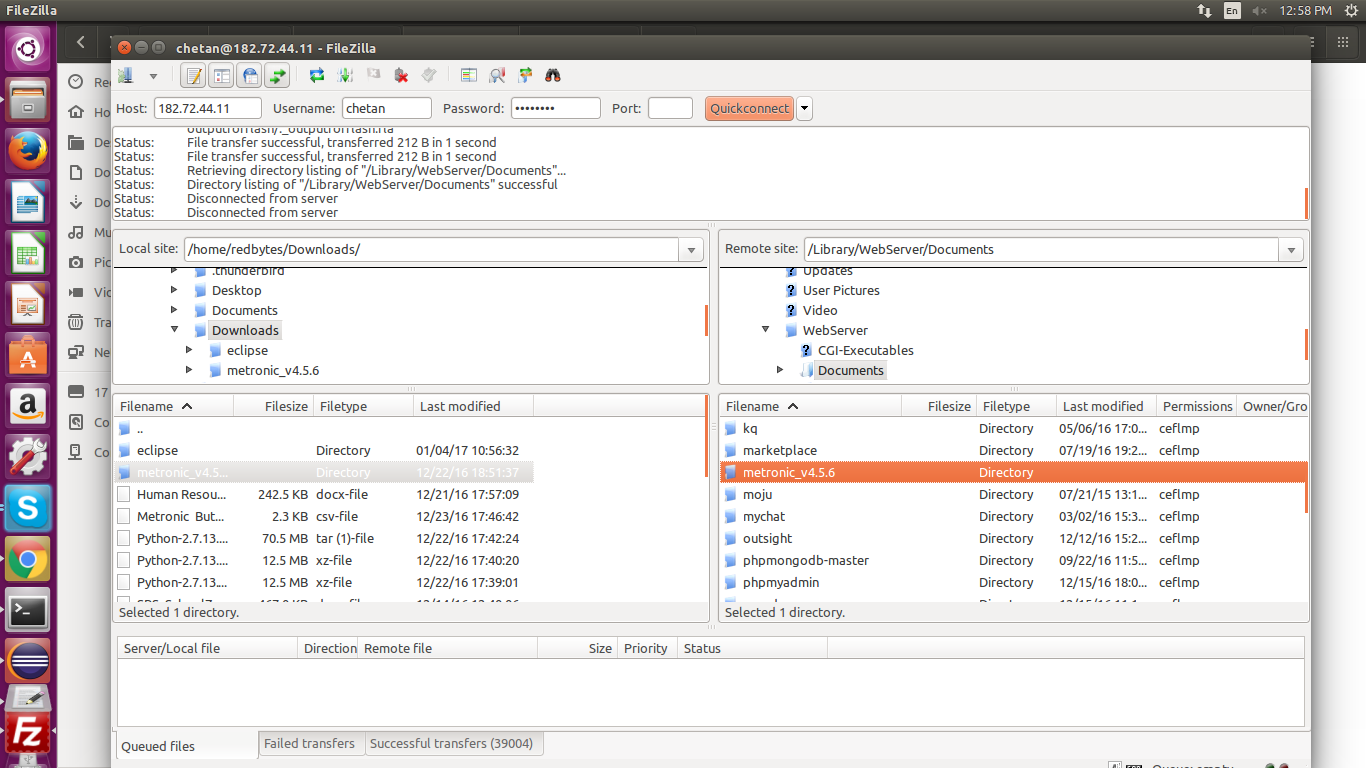 FileZilla
En
12:58 PM
chetan@182.72.44.11 - FileZilla
Host: 182.72.44.11 Username: chetan Password: •••••••• Port: Quickconnect
Status: File transfer successful, transferred 212 B in 1 second
Status: File transfer successful, transferred 212 B in 1 second
Status: Retrieving directory listing of "/Library/WebServer/Documents"...
Status: Directory listing of "/Library/WebServer/Documents" successful
Status: Disconnected from server
Status: Disconnected from server
Local site: /home/redbytes/Downloads/
.thunderbird
Desktop
Documents
Downloads
eclipse
metronic_v4.5.6
Remote site: /Library/WebServer/Documents
Updates
User Pictures
Video
WebServer
CGI-Executables
Documents
Filename Filesize Filetype Last modified
..
eclipse Directory 01/04/17 10:56:32
metronic_v4.5... Directory 12/22/16 18:51:37
Human Resou... 242.5 KB docx-file 12/21/16 17:57:09
Metronic But... 2.3 KB csv-file 12/23/16 17:46:42
Python-2.7.13.... 70.5 MB tar (1)-file 12/22/16 17:42:24
Python-2.7.13.... 12.5 MB xz-file 12/22/16 17:40:20
Python-2.7.13.... 12.5 MB xz-file 12/22/16 17:39:01
Selected 1 directory.
Filename Filesize Filetype Last modified Permissions Owner/Gro
kq Directory 05/06/16 17:0... ceflmp
marketplace Directory 07/19/16 19:2... ceflmp
metronic_v4.5.6 Directory
moju Directory 07/21/15 13:1... ceflmp
mychat Directory 03/02/16 15:3... ceflmp
outsight Directory 12/12/16 15:2... ceflmp
phpmongodb-master Directory 09/22/16 11:5... ceflmp
phpmyadmin Directory 12/15/16 18:0... ceflmp
Selected 1 directory.
Server/Local file Direction Remote file Size Priority Status
Queued files Failed transfers Successful transfers (39004)
Re
Ho
De
Do
Do
Mu
Pic
Vic
Tra
Ne
17
Co
Co